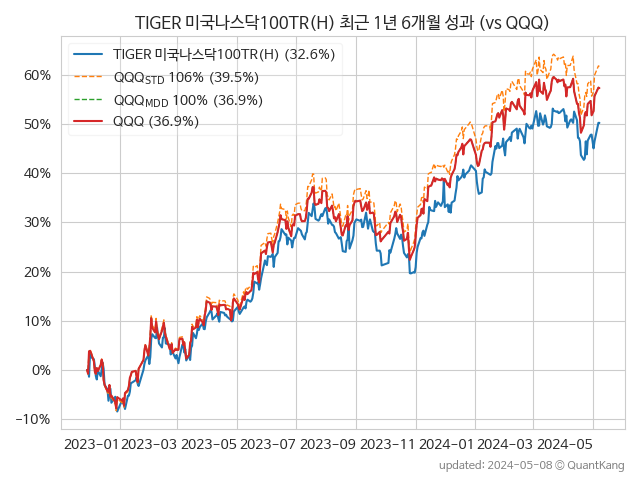 TIGER 미국나스닥100TR(H) 최근 1년 6개월 성과 (vs QQQ)
TIGER 미국나스닥100TR(H) (32.6%)
QQQSTD 106% (39.5%)
QQQMDD 100% (36.9%)
QQQ (36.9%)
60%
50%
40%
30%
20%
10%
0%
−10%
2023-01 2023-03 2023-05 2023-07 2023-09 2023-11 2024-01 2024-03 2024-05
updated: 2024-05-08 © QuantKang